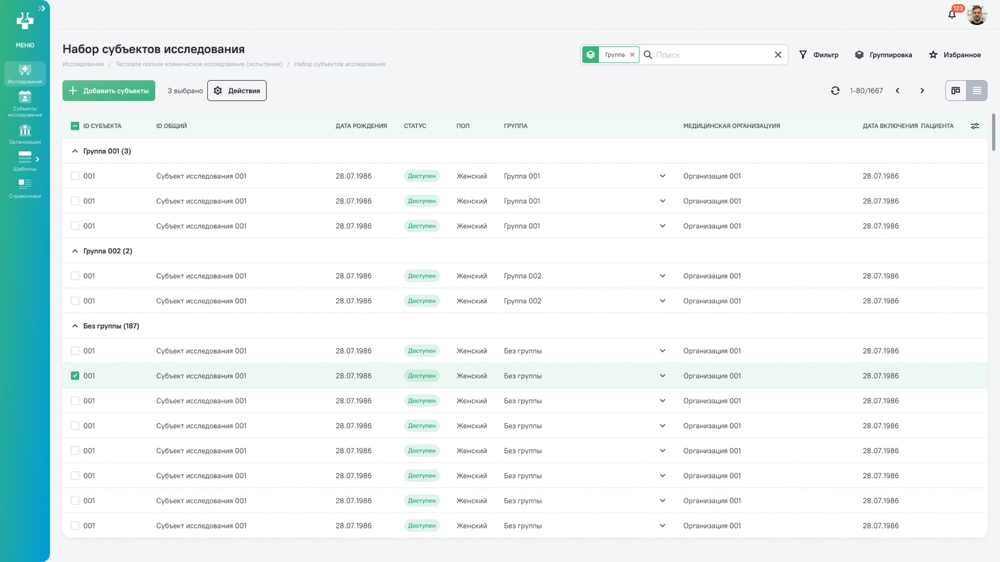 123
МЕНЮ
Исследования
Субъекты
исследования
Организации
Шаблоны
Справочники
Набор субъектов исследования
Исследования / Тестовое полное клиническое исследование (испытание) / Набор субъектов исследования
Группа
Поиск
Фильтр
Группировка
Избранное
Добавить субъекты
3 выбрано
Действия
1-80/1667
ID СУБЪЕКТА ID ОБЩИЙ ДАТА РОЖДЕНИЯ СТАТУС ПОЛ ГРУППА МЕДИЦИНСКАЯ ОРГАНИЗАЦУИЯ ДАТА ВКЛЮЧЕНИЯ ПАЦИЕНТА
Группа 001 (3)
001 Субъект исследования 001 28.07.1986 Доступен Женский Группа 001 Организация 001 28.07.1986
001 Субъект исследования 001 28.07.1986 Доступен Женский Группа 001 Организация 001 28.07.1986
001 Субъект исследования 001 28.07.1986 Доступен Женский Группа 001 Организация 001 28.07.1986
Группа 002 (2)
001 Субъект исследования 001 28.07.1986 Доступен Женский Группа 002 Организация 001 28.07.1986
001 Субъект исследования 001 28.07.1986 Доступен Женский Группа 002 Организация 001 28.07.1986
Без группы (187)
001 Субъект исследования 001 28.07.1986 Доступен Женский Без группы Организация 001 28.07.1986
001 Субъект исследования 001 28.07.1986 Доступен Женский Без группы Организация 001 28.07.1986
001 Субъект исследования 001 28.07.1986 Доступен Женский Без группы Организация 001 28.07.1986
001 Субъект исследования 001 28.07.1986 Доступен Женский Без группы Организация 001 28.07.1986
001 Субъект исследования 001 28.07.1986 Доступен Женский Без группы Организация 001 28.07.1986
001 Субъект исследования 001 28.07.1986 Доступен Женский Без группы Организация 001 28.07.1986
001 Субъект исследования 001 28.07.1986 Доступен Женский Без группы Организация 001 28.07.1986
001 Субъект исследования 001 28.07.1986 Доступен Женский Без группы Организация 001 28.07.1986